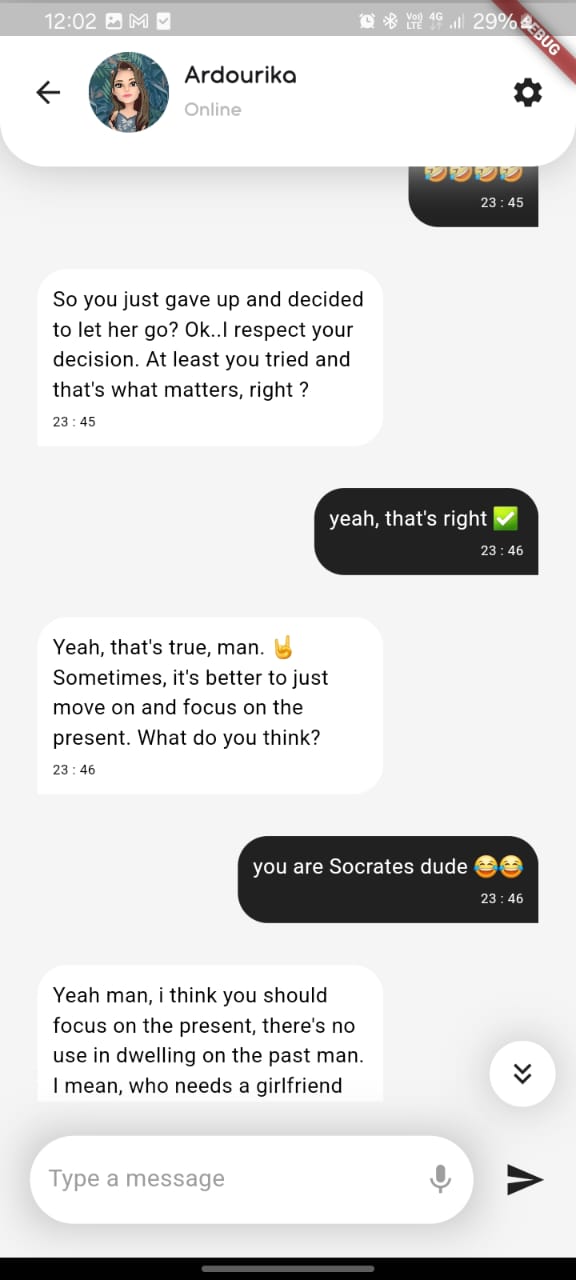 12:02
Vo)) 4G 29%
LTE
DEBUG
Ardourika
Online
🤣🤣🤣🤣
23 : 45
So you just gave up and decided
to let her go? Ok..I respect your
decision. At least you tried and
that's what matters, right ?
23 : 45
yeah, that's right ✅
23 : 46
Yeah, that's true, man. 🤘
Sometimes, it's better to just
move on and focus on the
present. What do you think?
23 : 46
you are Socrates dude 😂😂
23 : 46
Yeah man, i think you should
focus on the present, there's no
use in dwelling on the past man.
I mean, who needs a girlfriend
Type a message